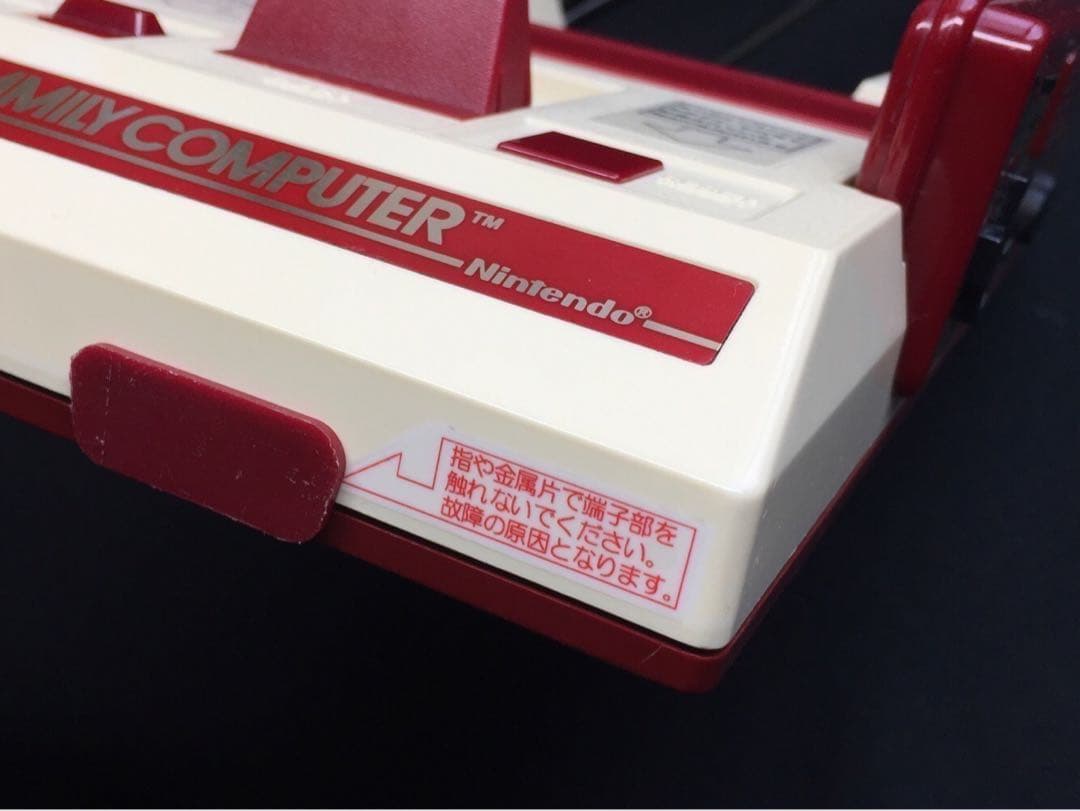 MILY COMPUTER™
Nintendo®
指や金属片で端子部を
触れないでください。
故障の原因となります。